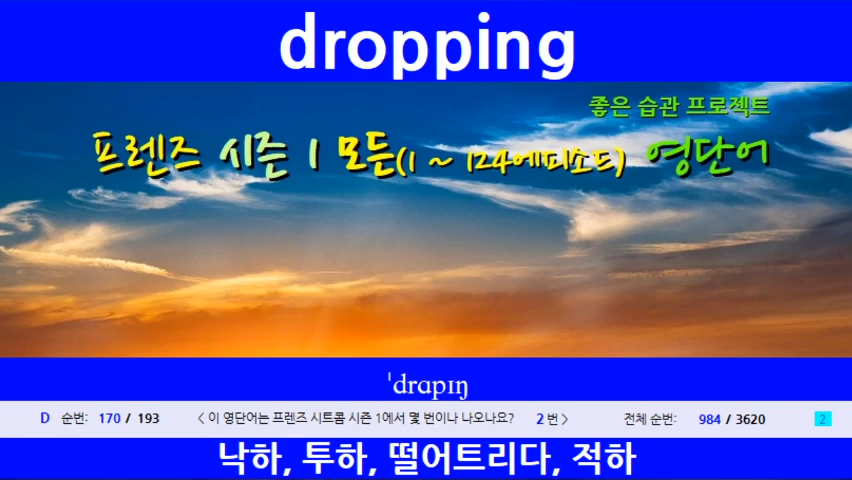 dropping
좋은 습관 프로젝트
프렌즈 시즌 1 모든(1 ~ 124에피소드) 영단어
ˈdrɑpɪŋ
D 순번: 170 / 193 < 이 영단어는 프렌즈 시트콤 시즌 1에서 몇 번이나 나오나요? 2 번 > 전체 순번: 984 / 3620 2
낙하, 투하, 떨어트리다, 적하